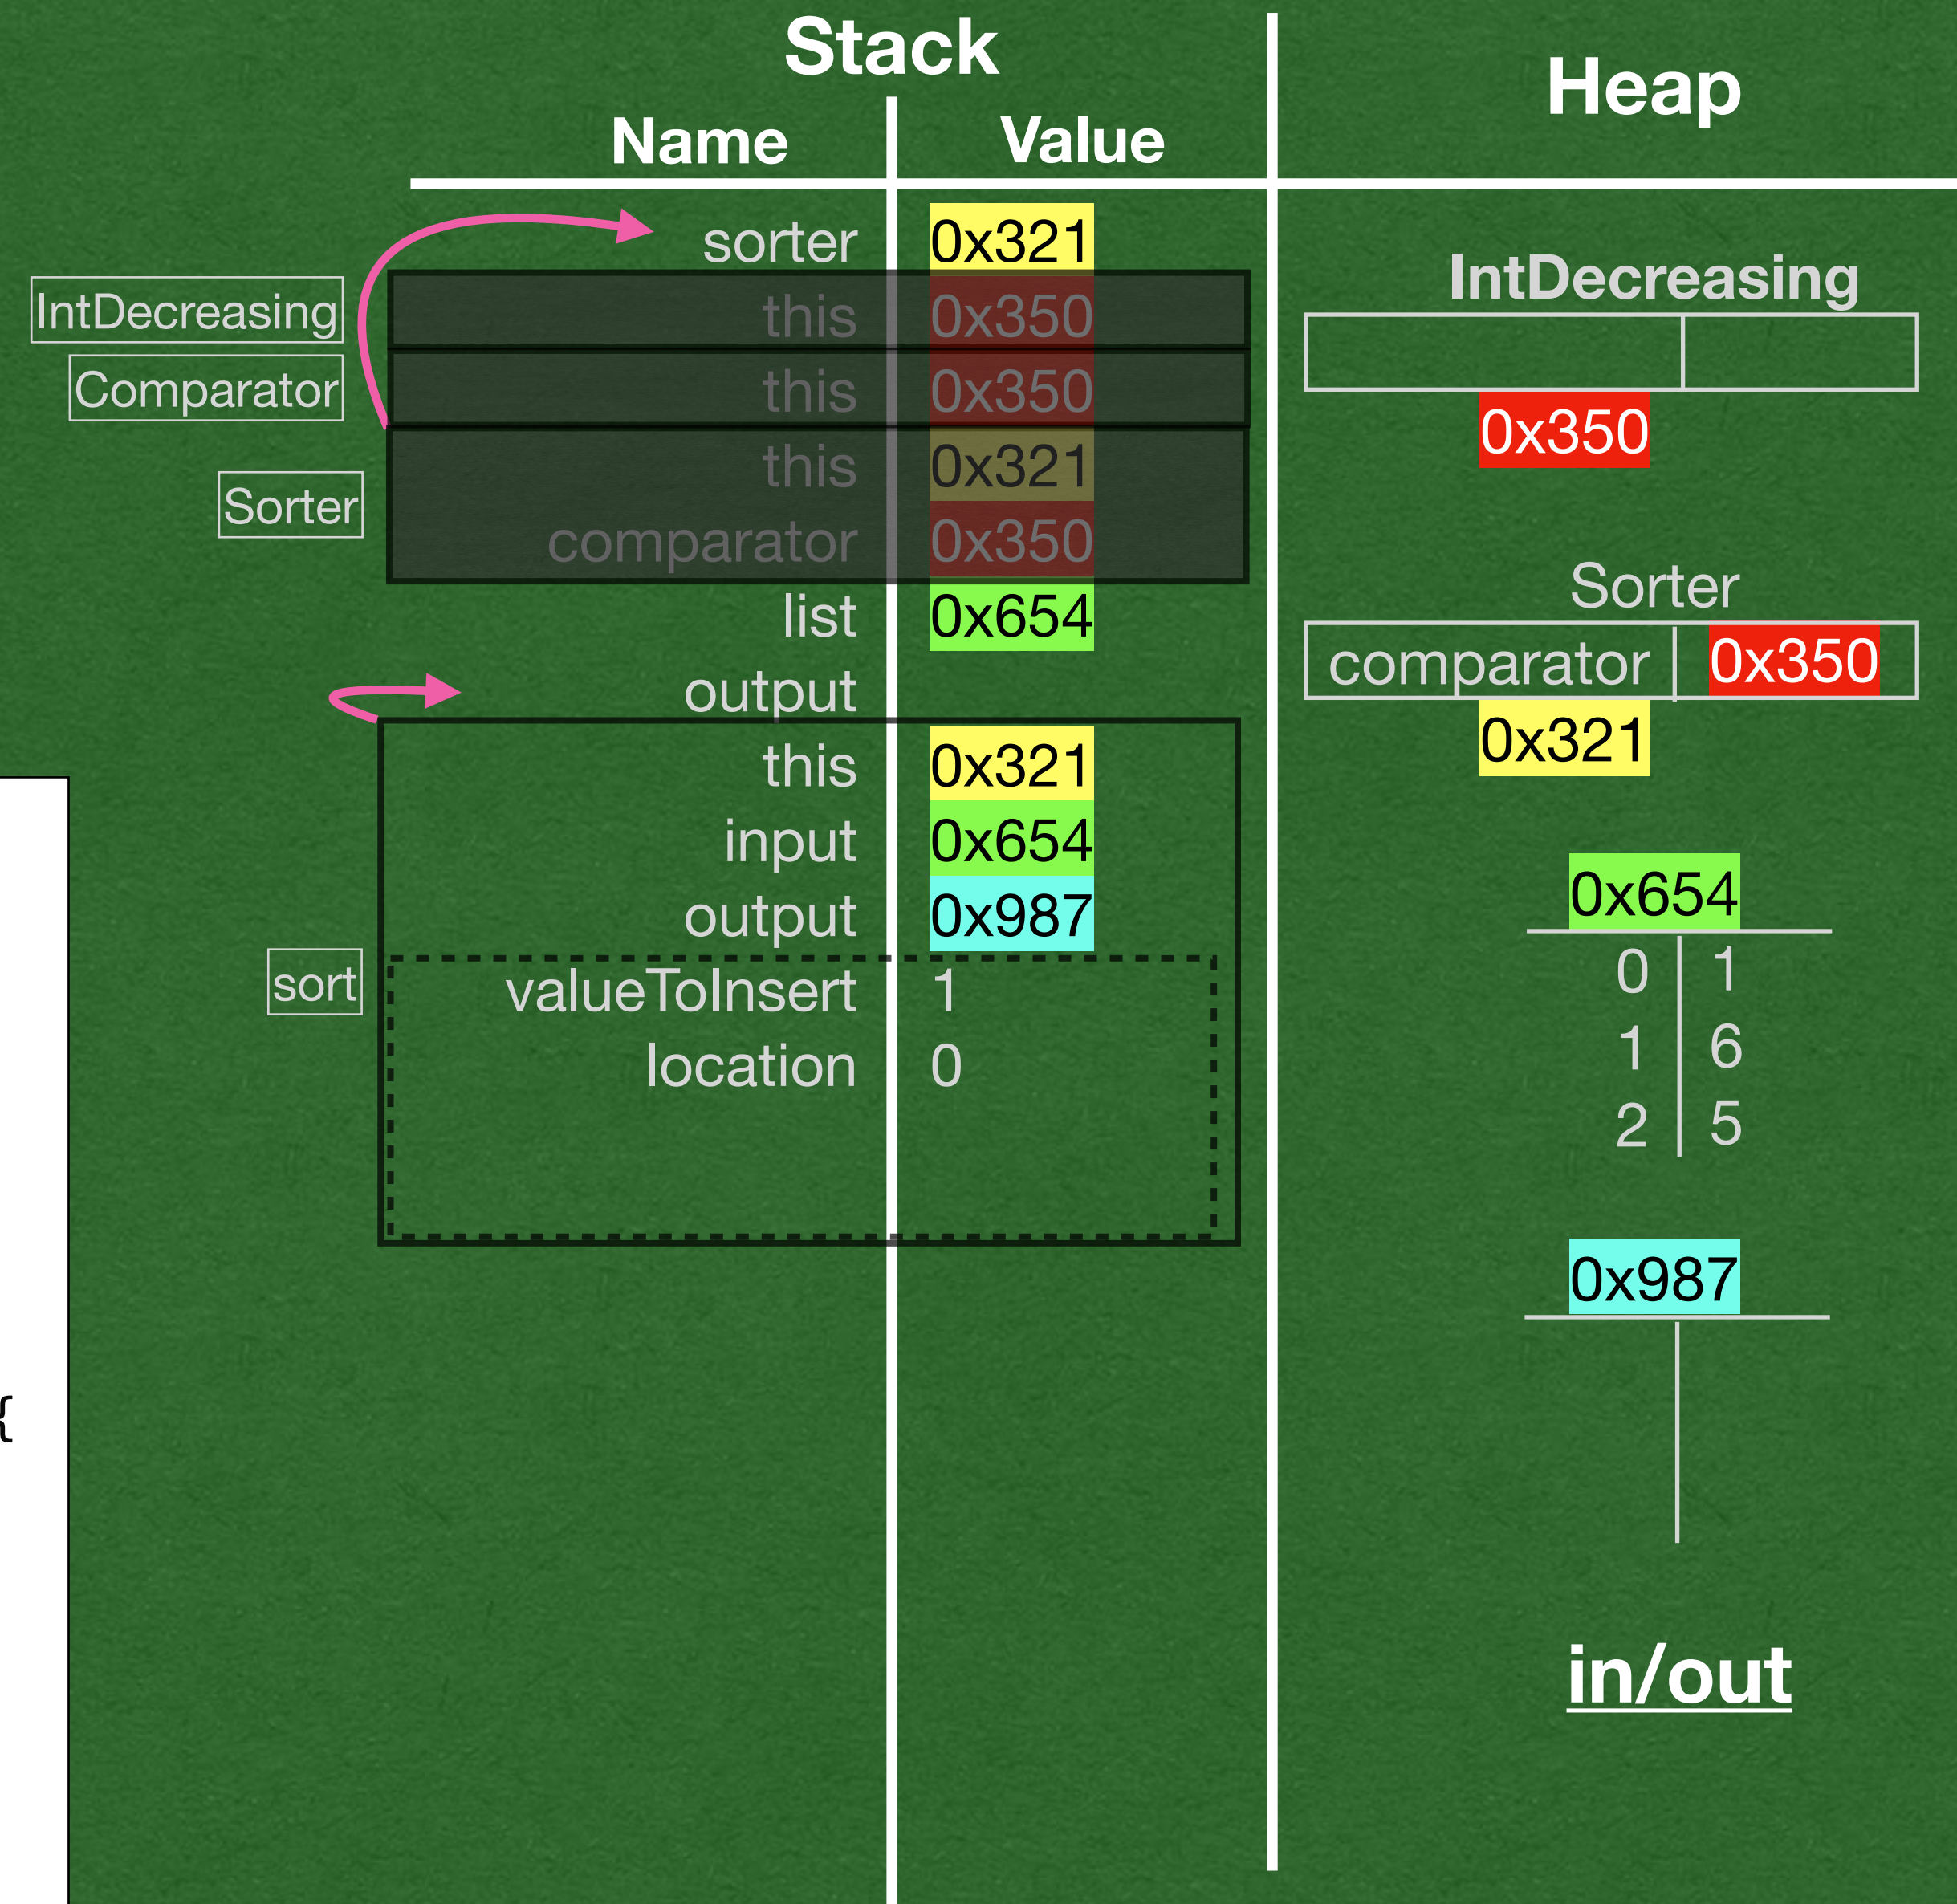 Stack
Heap
Name Value
sorter 0x321
IntDecreasing this 0x350
Comparator this 0x350
this 0x321
Sorter
comparator 0x350
list 0x654
output
this 0x321
input 0x654
output 0x987
sort
valueToInsert 1
location 0
{
IntDecreasing
0x350
Sorter
comparator 0x350
0x321
0x654
0 1
1 6
2 5
0x987
in/out